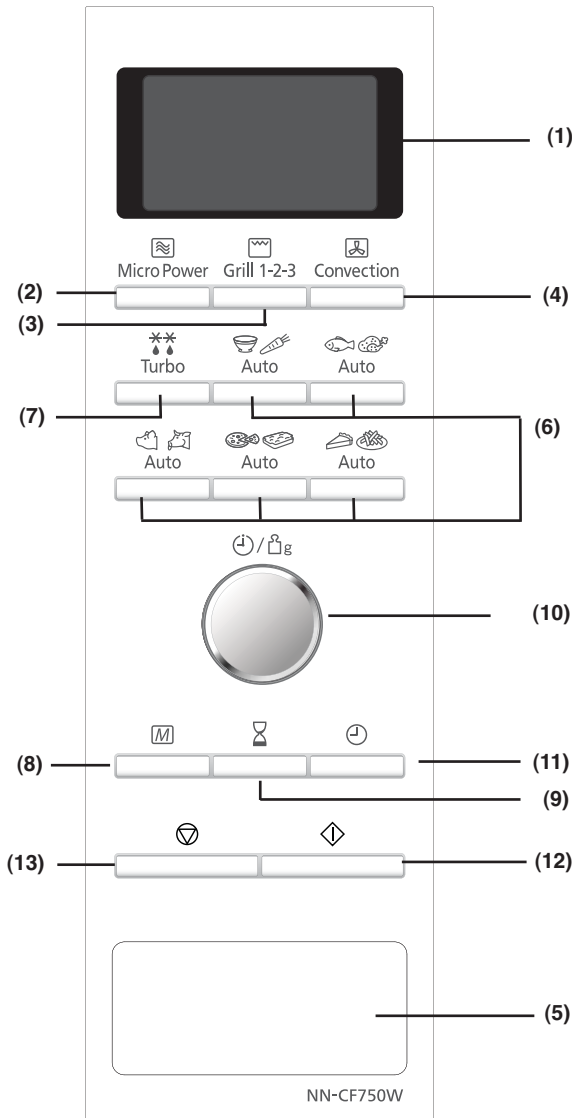 (1)
Micro Power Grill 1-2-3 Convection
(2) (4)
(3)
Turbo Auto Auto
(7) (6)
Auto Auto Auto
/ g
(10)
M
(8) (11)
(9)
(13) (12)
(5)
NN-CF750W